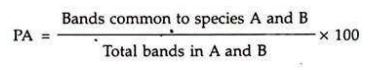 Bands common to species A and B
PA = × 100
Total bands in A and B